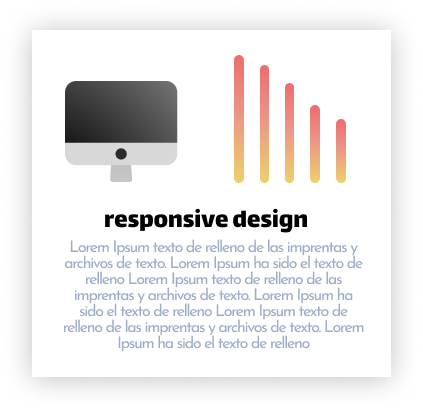 responsive design
Lorem Ipsum texto de relleno de las imprentas y
archivos de texto. Lorem Ipsum ha sido el texto de
relleno Lorem Ipsum texto de relleno de las
imprentas y archivos de texto. Lorem Ipsum ha
sido el texto de relleno Lorem Ipsum texto de
relleno de las imprentas y archivos de texto. Lorem
Ipsum ha sido el texto de relleno